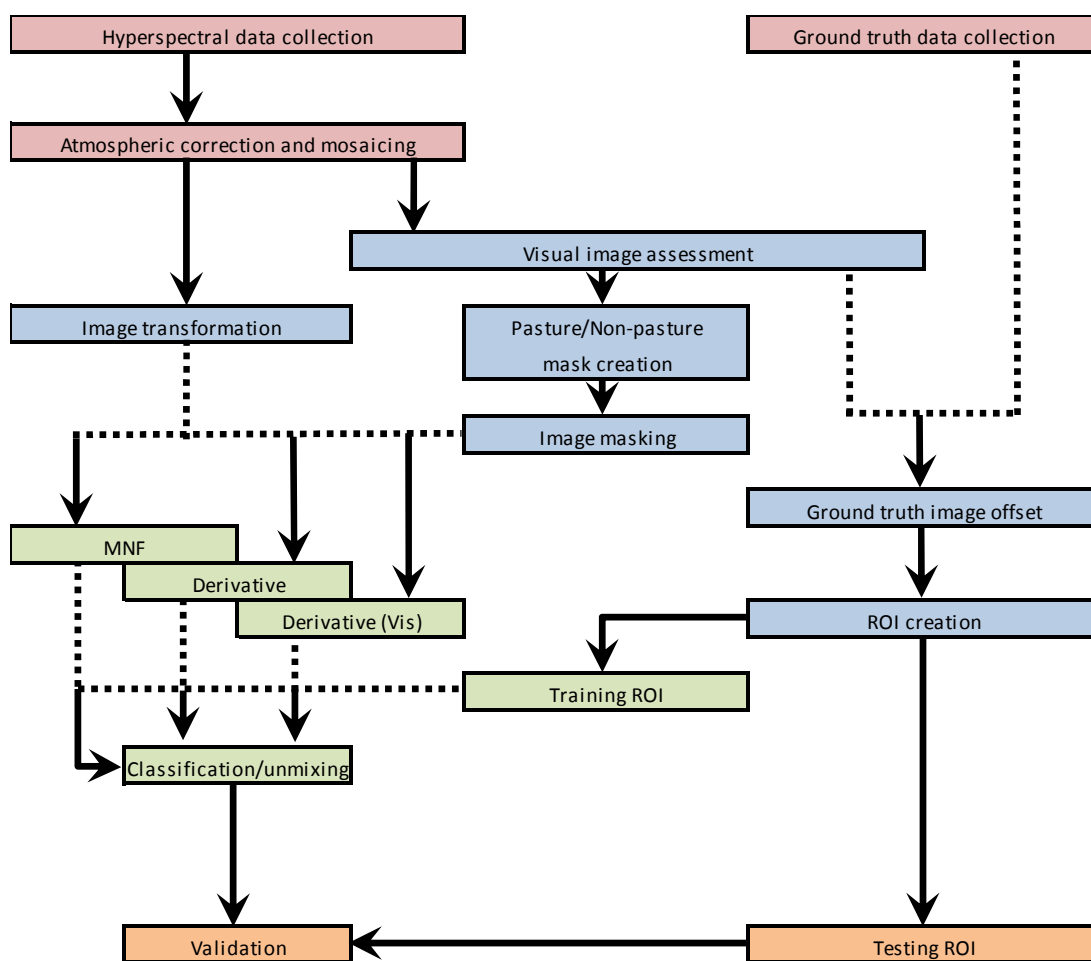 Hyperspectral data collection
Ground truth data collection
Atmospheric correction and mosaicing
Visual image assessment
Image transformation
Pasture/Non-pasture
mask creation
Image masking
Ground truth image offset
MNF
Derivative
Derivative (Vis)
ROI creation
Training ROI
Classification/unmixing
Validation
Testing ROI